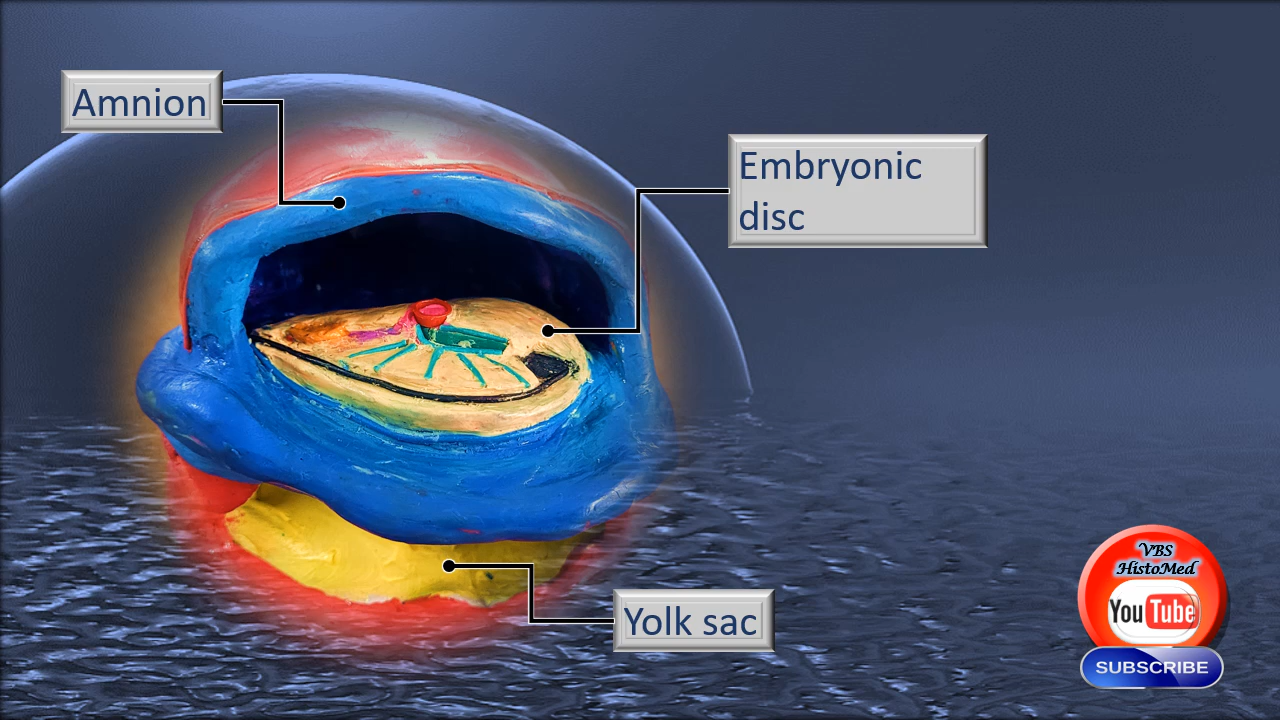 Amnion
Embryonic
disc
Yolk sac
VBS
HistoMed
YouTube
SUBSCRIBE